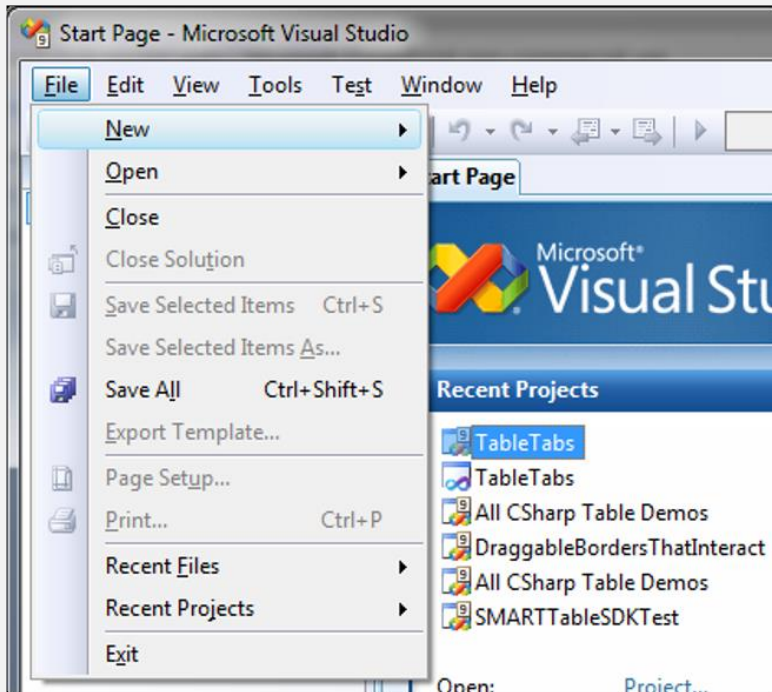 Start Page - Microsoft Visual Studio
File Edit View Tools Test Window Help
New
Open
Close
Close Solution
Save Selected Items Ctrl+S
Save Selected Items As...
Save All Ctrl+Shift+S
Export Template...
Page Setup...
Print... Ctrl+P
Recent Files
Recent Projects
Exit
art Page
Microsoft
Visual Stu
Recent Projects
TableTabs
TableTabs
All CSharp Table Demos
DraggableBordersThatInteract
All CSharp Table Demos
SMARTTableSDKTest
Open: Project...